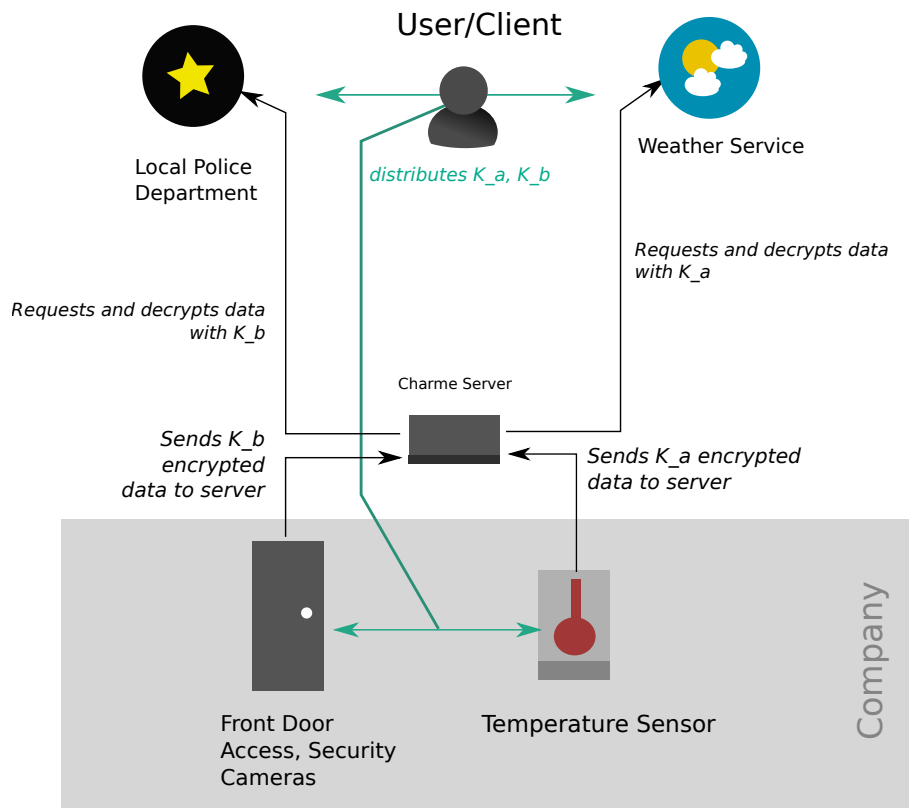 User/Client
Local Police
Department
Weather Service
distributes K_a, K_b
Requests and decrypts data
with K_a
Requests and decrypts data
with K_b
Charme Server
Sends K_b
encrypted
data to server
Sends K_a encrypted
data to server
Company
Front Door
Access, Security
Cameras
Temperature Sensor